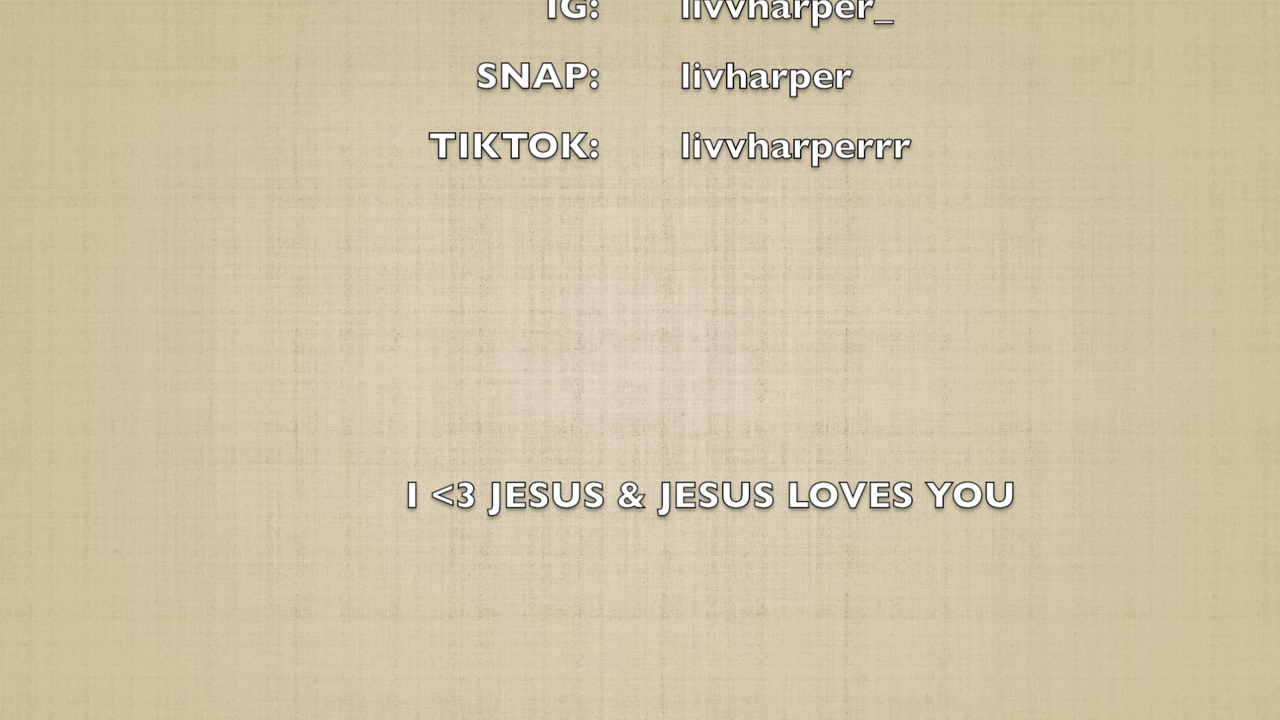 IG: livvharper_
SNAP: livharper
TIKTOK: livvharperrr
I <3 JESUS & JESUS LOVES YOU